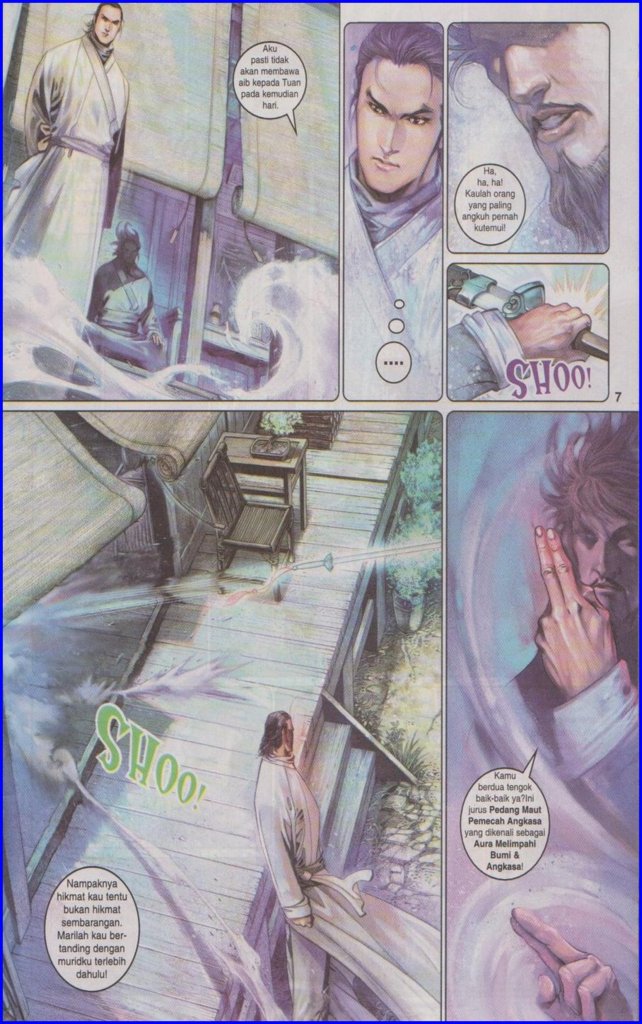 Aku
pasti tidak
akan membawa
aib kepada Tuan
pada kemudian
hari.
....
Ha,
ha, ha!
Kaulah orang
yang paling
angkuh pernah
kutemui!
SHOO!
7
SHOO!
Nampaknya
hikmat kau tentu
bukan hikmat
sembarangan.
Marilah kau ber-
tanding dengan
muridku terlebih
dahulu!
Kamu
berdua tengok
baik-baik ya?Ini
jurus Pedang Maut
Pemecah Angkasa
yang dikenali sebagai
Aura Melimpahi
Bumi &
Angkasa!